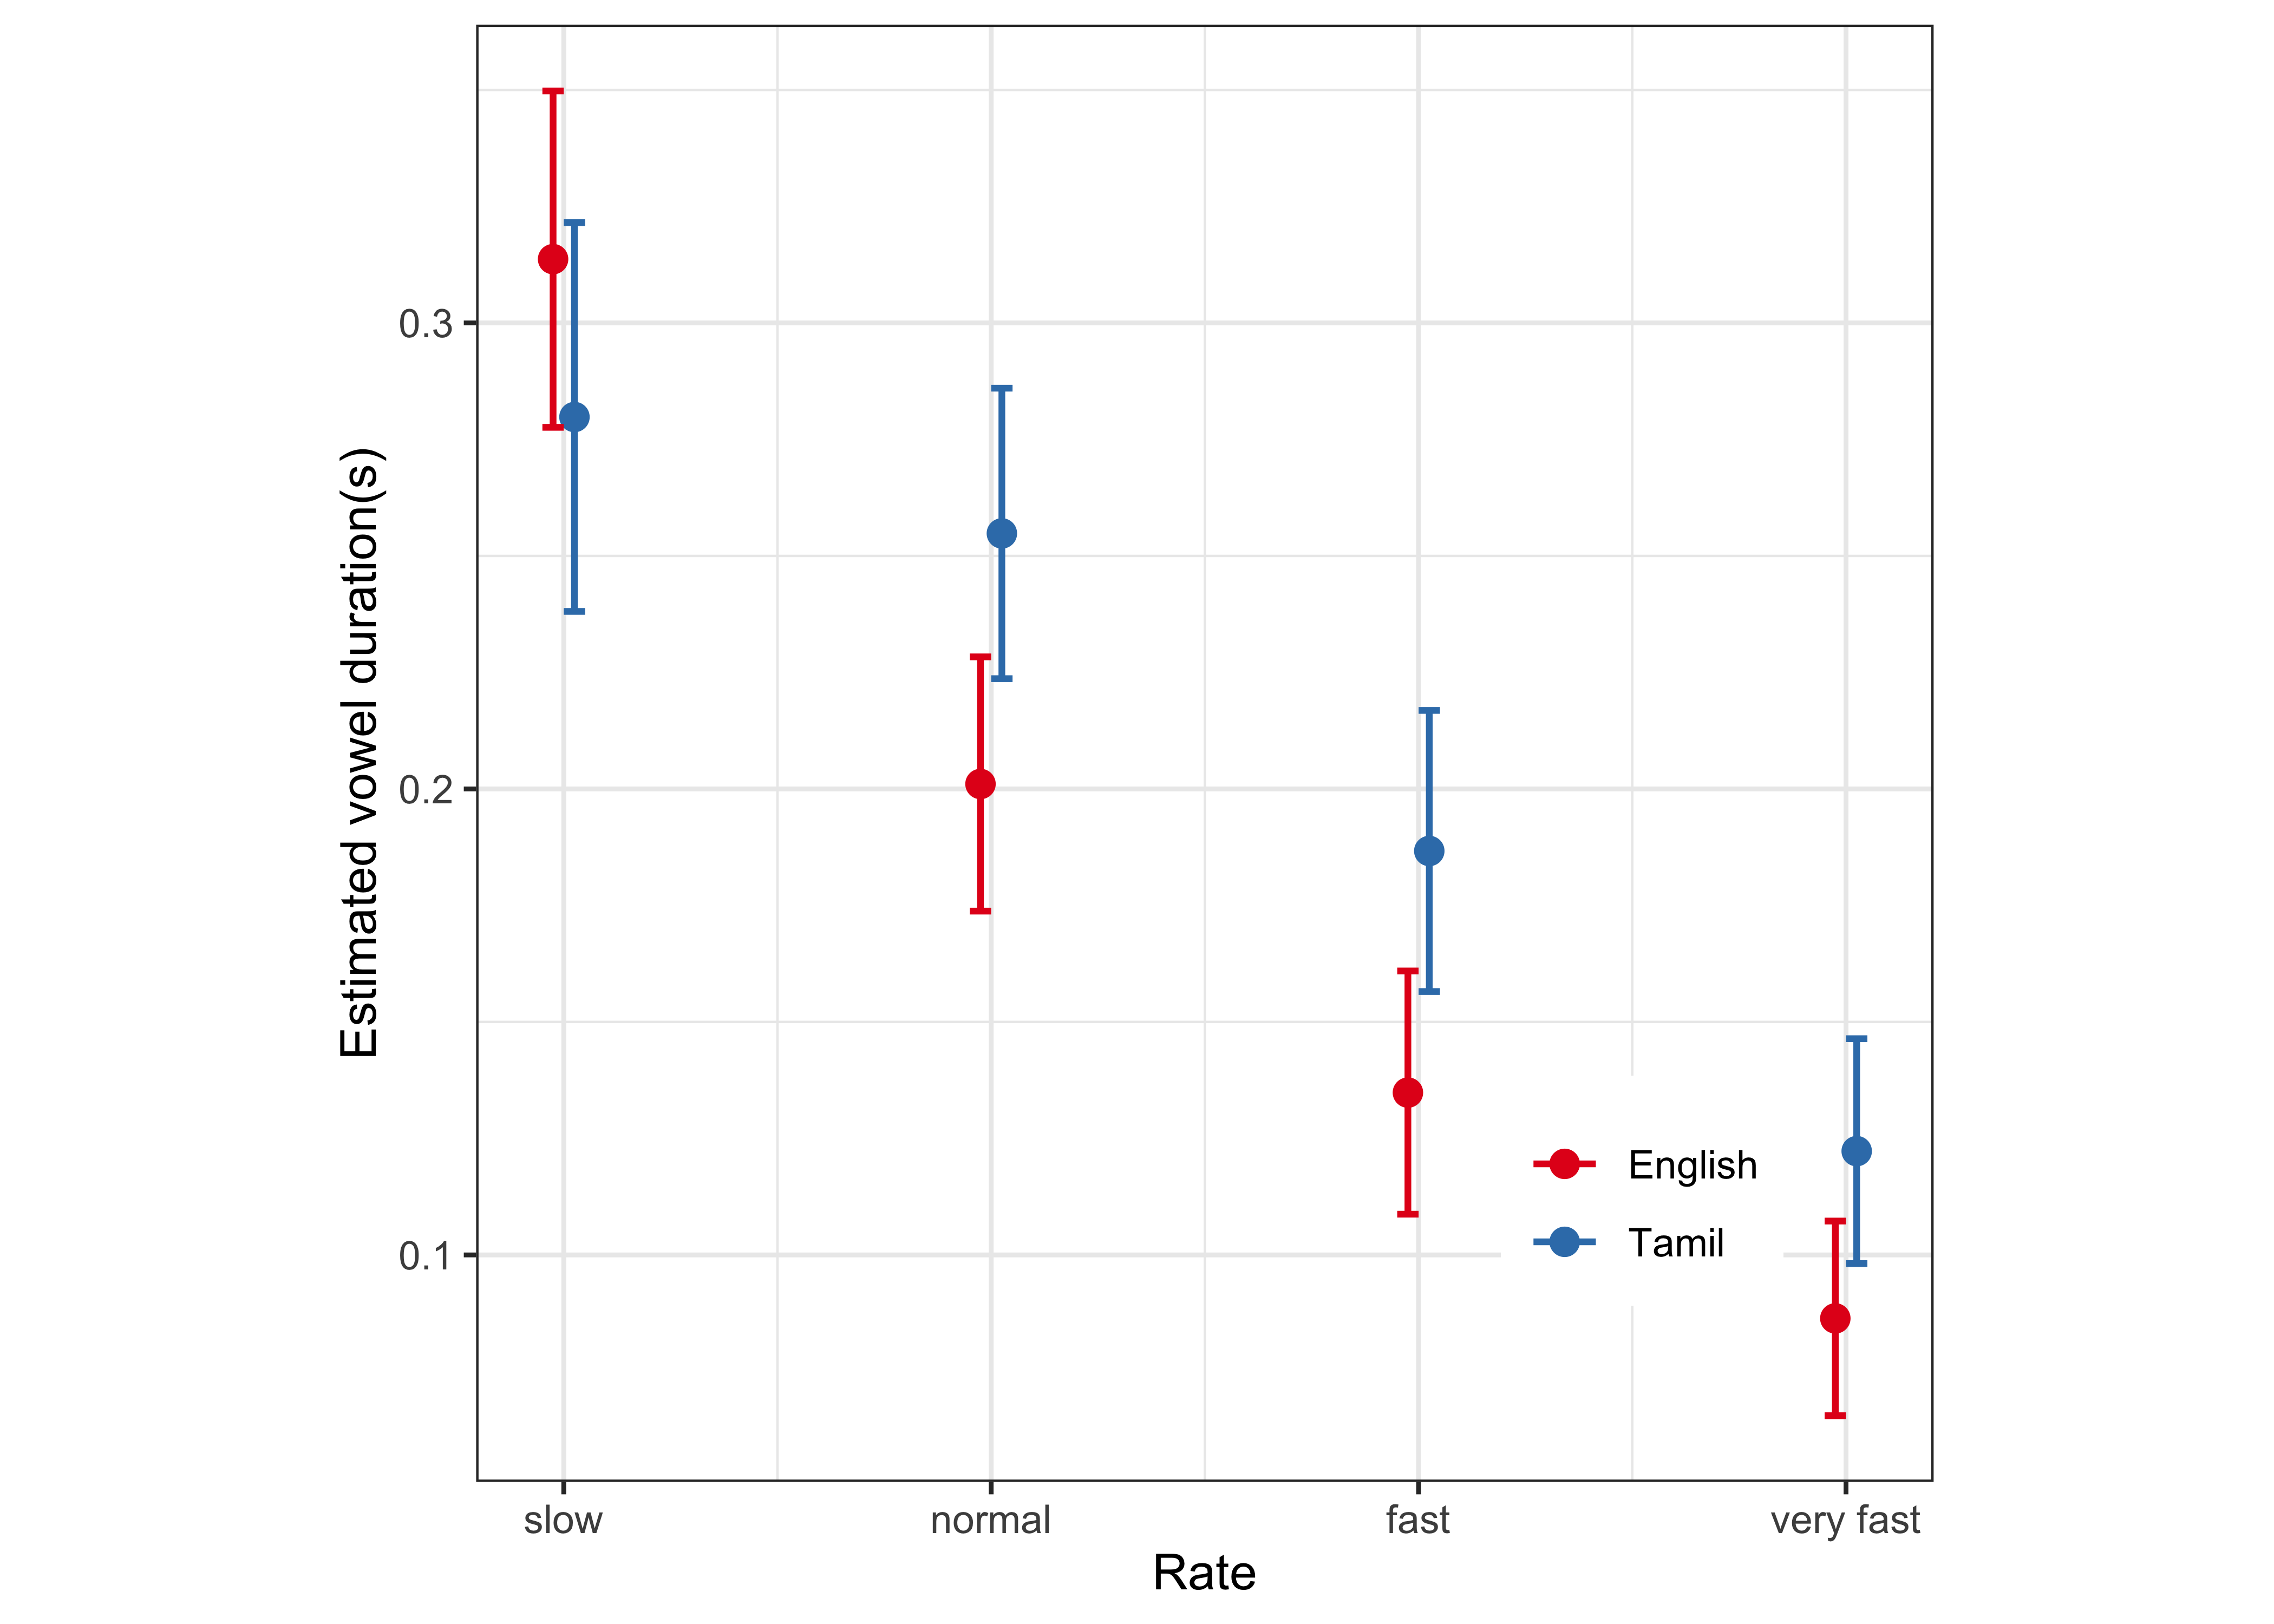 Estimated vowel duration(s)
0.3
0.2
0.1
English
Tamil
slow normal fast very fast
Rate